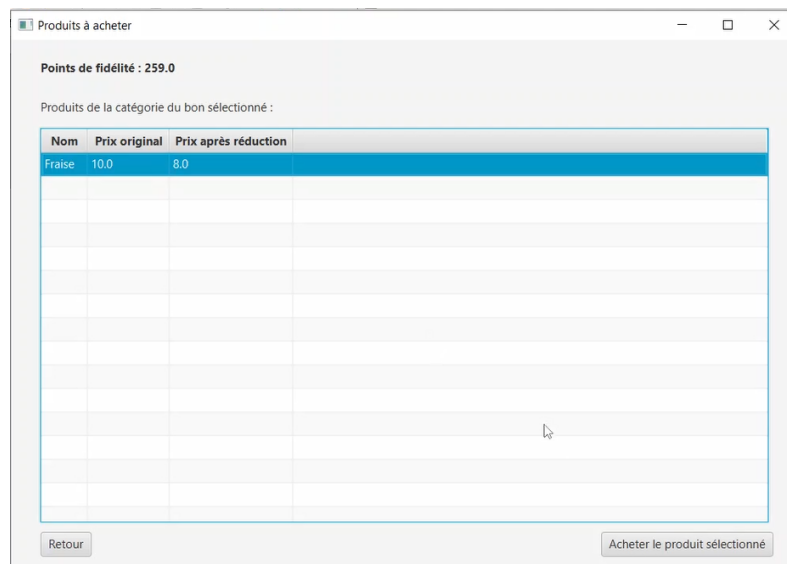 Produits à acheter
Points de fidélité : 259.0
Produits de la catégorie du bon sélectionné :
Nom Prix original Prix après réduction
Fraise 10.0 8.0
Retour Acheter le produit sélectionné